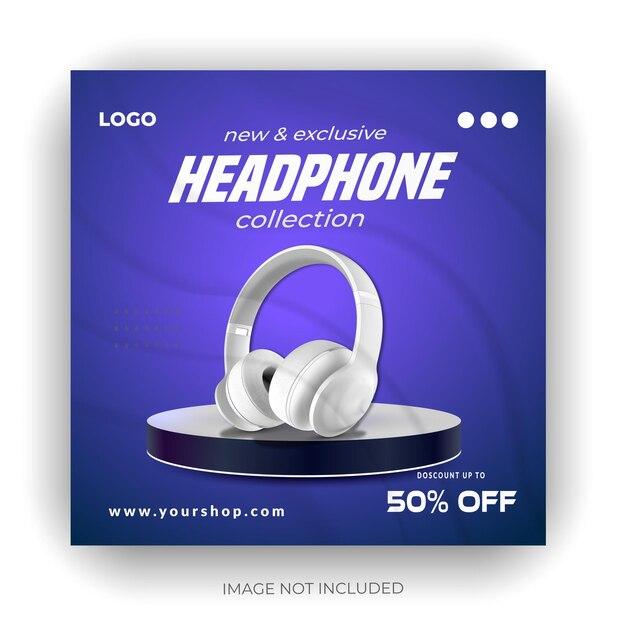 LOGO
new & exclusive
HEADPHONE
collection
DOSCOUNT UP TO
50% OFF
www.yourshop.com
IMAGE NOT INCLUDED